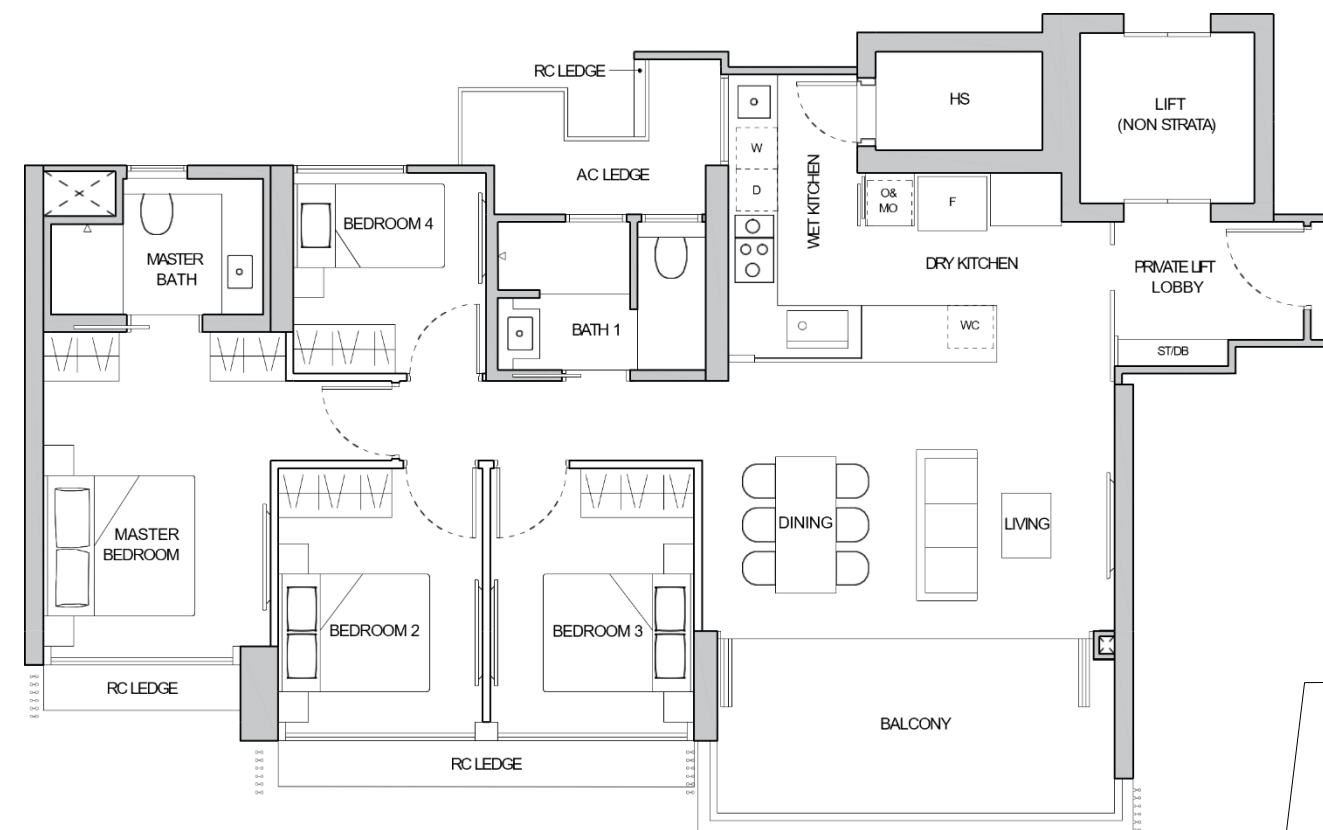 RC LEDGE
HS
LIFT
(NON STRATA)
W
AC LEDGE
D
WET KITCHEN
O&
MO
F
BEDROOM 4
MASTER
BATH
DRY KITCHEN
PRIVATE LIFT
LOBBY
BATH 1
WC
ST/DB
MASTER
BEDROOM
DINING
LIVING
BEDROOM 2
BEDROOM 3
RC LEDGE
BALCONY
RC LEDGE